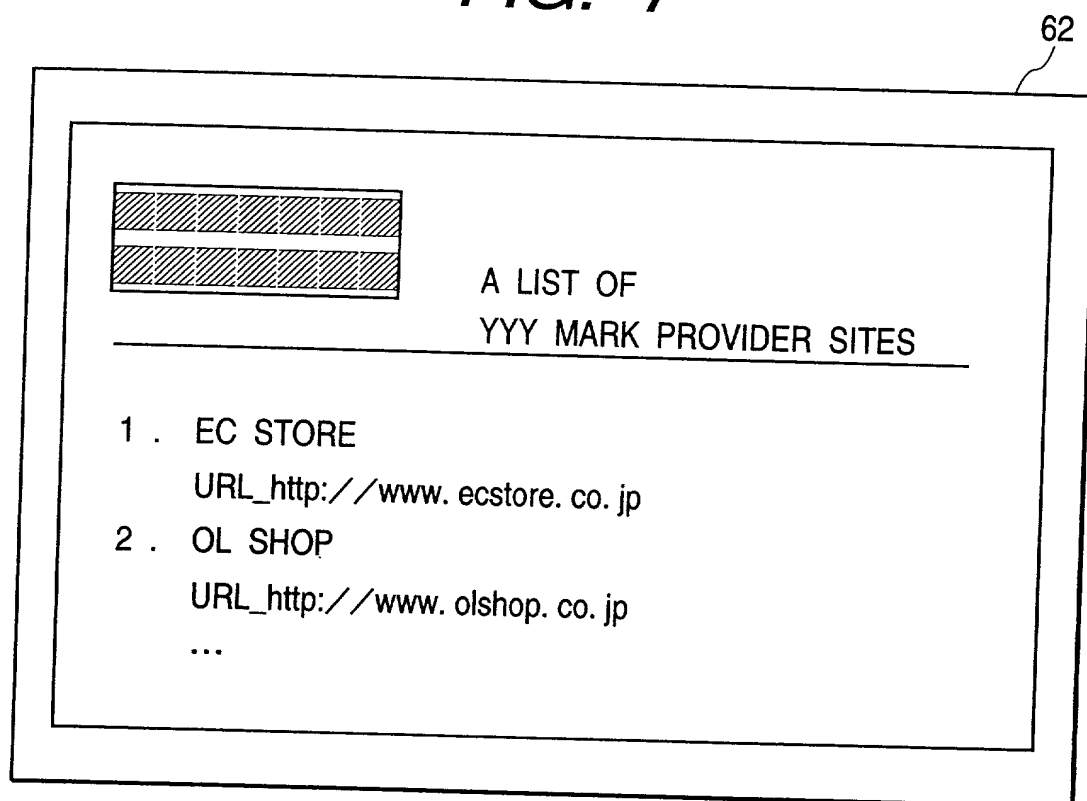 FIG.
62
A LIST OF
YYY MARK PROVIDER SITES
1 . EC STORE
URL_http://www. ecstore. co. jp
2 . OL SHOP
URL_http://www. olshop. co. jp
...